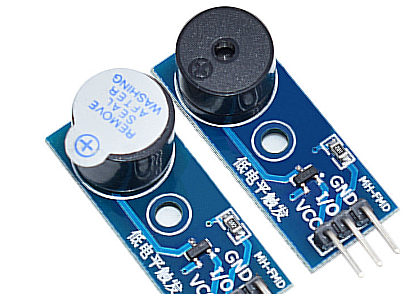 REMOVE
SEAL
AFTER
WASHING
+
低电平触发
VCC
I/O
GND
MH-FMD
+
低电平触发
VCC
I/O
GND
MH-FMD